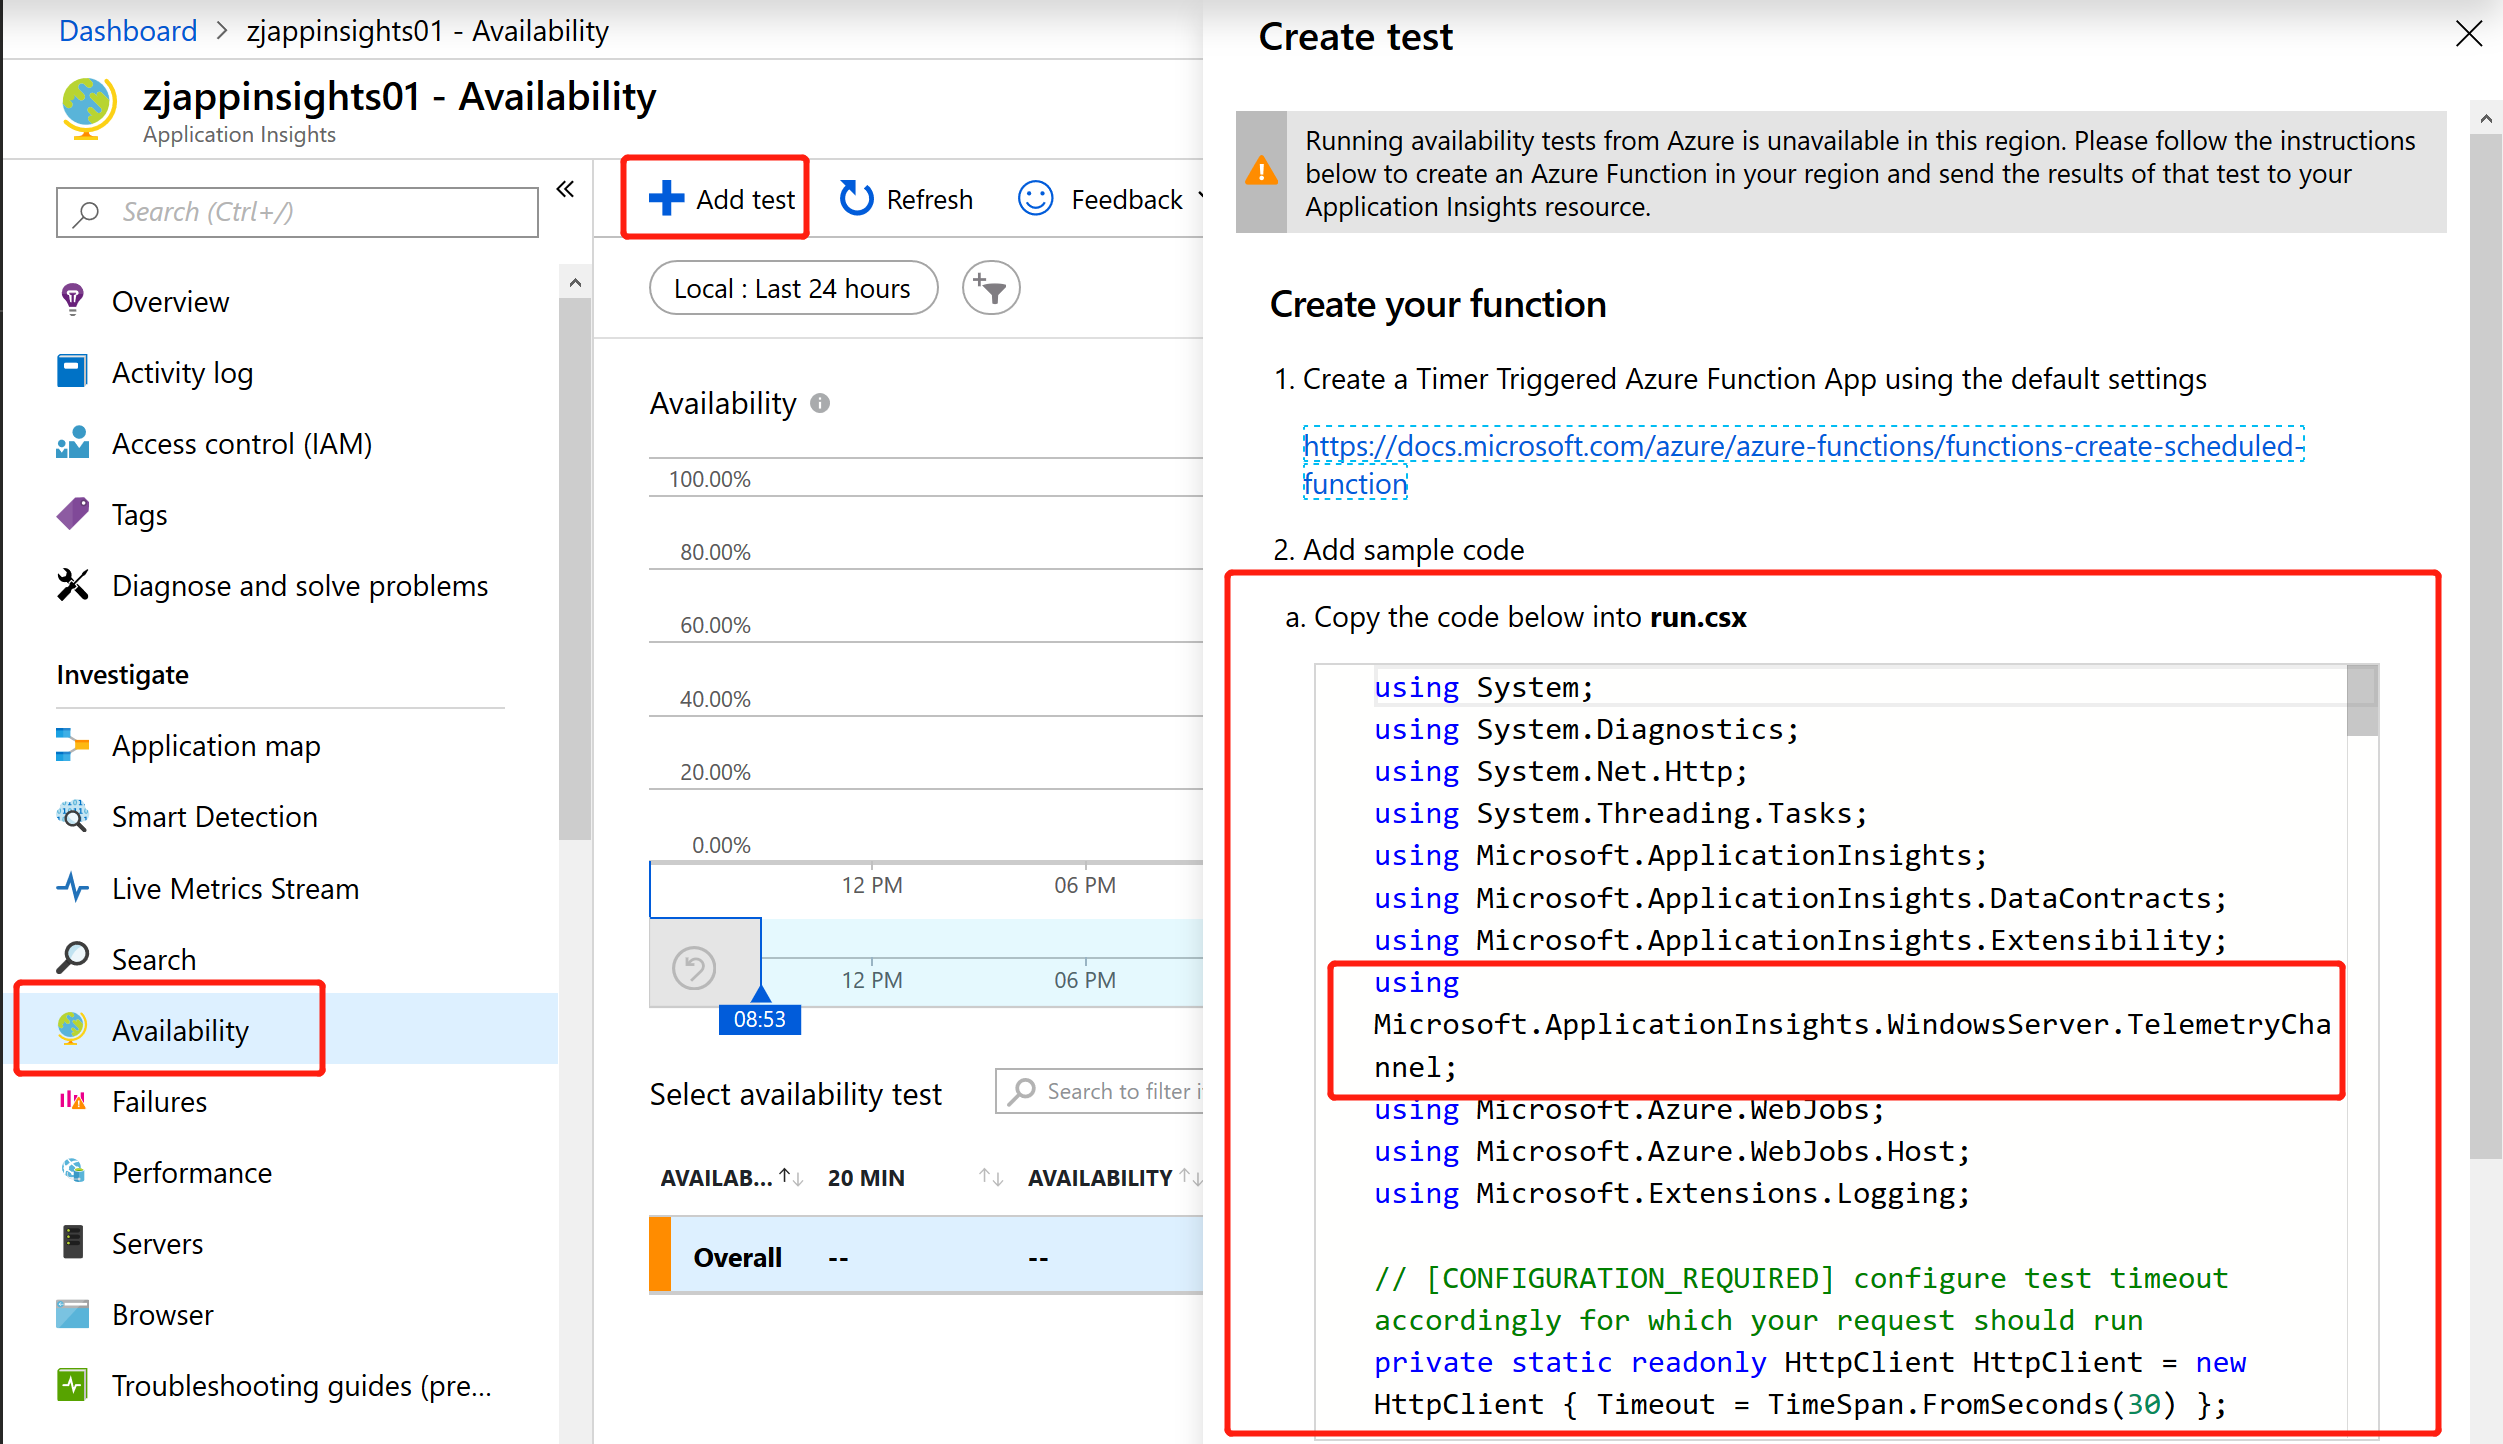 Dashboard > zjappinsights01 - Availability
zjappinsights01 - Availability
Application Insights
Search (Ctrl+/)
«
Overview
Activity log
Access control (IAM)
Tags
Diagnose and solve problems
Investigate
Application map
Smart Detection
Live Metrics Stream
Search
Availability
Failures
Performance
Servers
Browser
Troubleshooting guides (pre...
Add test
Refresh
Feedback
Local : Last 24 hours
Availability
100.00%
80.00%
60.00%
40.00%
20.00%
0.00%
12 PM 06 PM
12 PM 06 PM
08:53
Select availability test
Search to filter
AVAILAB... 20 MIN AVAILABILITY
Overall -- --
Create test
Running availability tests from Azure is unavailable in this region. Please follow the instructions
below to create an Azure Function in your region and send the results of that test to your
Application Insights resource.
Create your function
1. Create a Timer Triggered Azure Function App using the default settings
https://docs.microsoft.com/azure/azure-functions/functions-create-scheduled-
function
2. Add sample code
a. Copy the code below into run.csx
using System;
using System.Diagnostics;
using System.Net.Http;
using System.Threading.Tasks;
using Microsoft.ApplicationInsights;
using Microsoft.ApplicationInsights.DataContracts;
using Microsoft.ApplicationInsights.Extensibility;
using
Microsoft.ApplicationInsights.WindowsServer.TelemetryCha
nnel;
using Microsoft.Azure.WebJobs;
using Microsoft.Azure.WebJobs.Host;
using Microsoft.Extensions.Logging;
// [CONFIGURATION_REQUIRED] configure test timeout
accordingly for which your request should run
private static readonly HttpClient HttpClient = new
HttpClient { Timeout = TimeSpan.FromSeconds(30) };